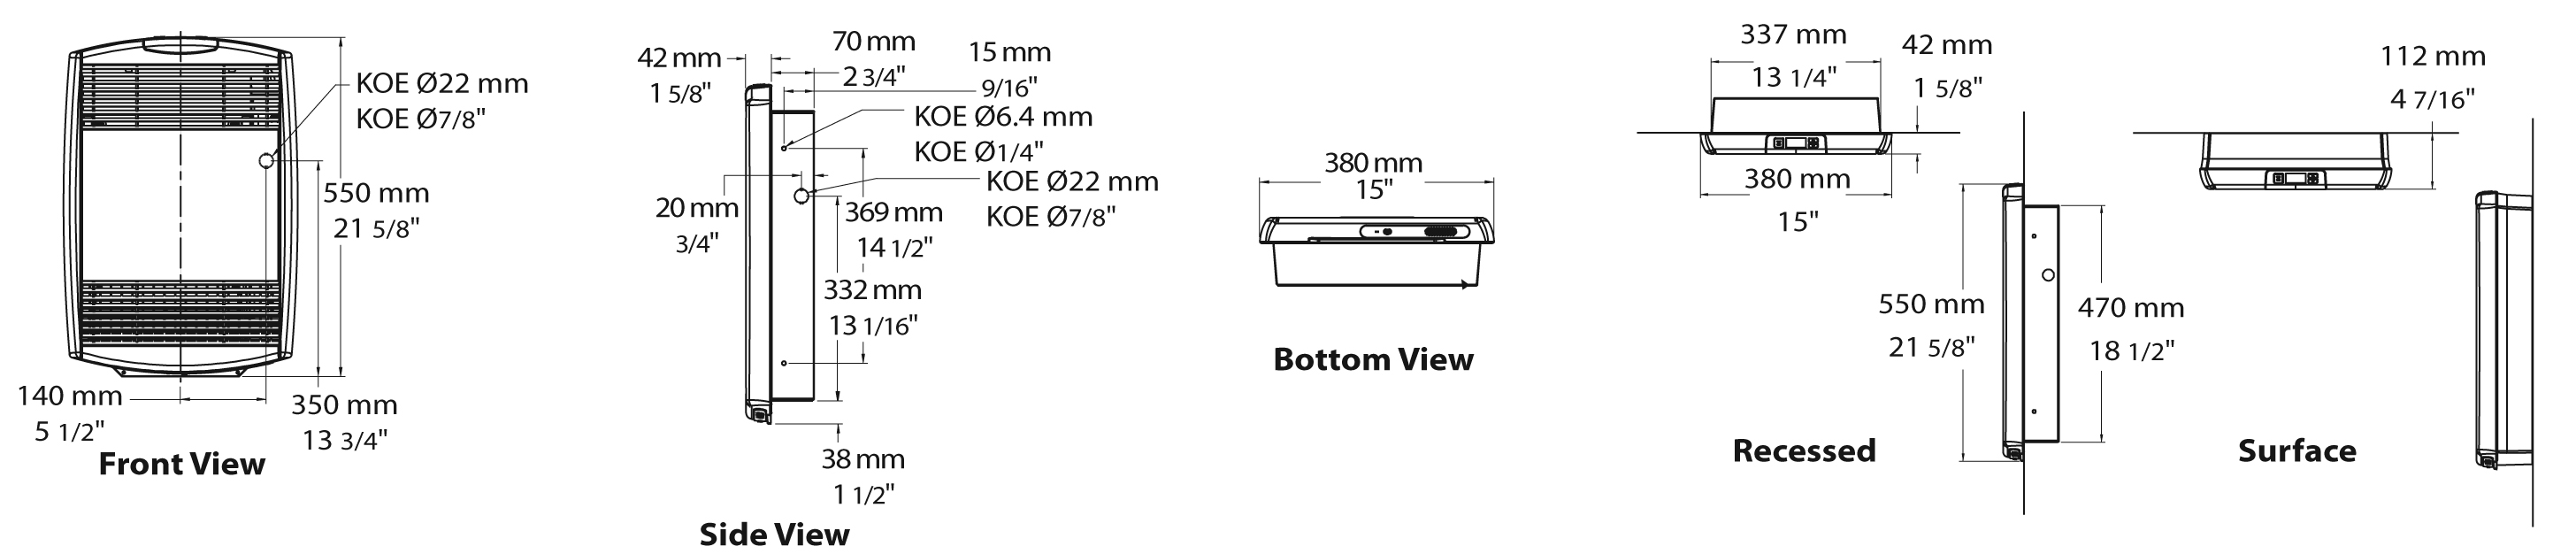 KOE Ø22 mm
KOE Ø7/8"
550 mm
21 5/8"
140 mm
5 1/2"
350 mm
13 3/4"
Front View
42 mm
1 5/8"
70 mm
2 3/4"
15 mm
9/16"
KOE Ø6.4 mm
KOE Ø1/4"
KOE Ø22 mm
KOE Ø7/8"
20 mm
3/4"
369 mm
14 1/2"
332 mm
13 1/16"
38 mm
1 1/2"
Side View
380 mm
15"
Bottom View
337 mm
13 1/4"
42 mm
1 5/8"
380 mm
15"
550 mm
21 5/8"
470 mm
18 1/2"
Recessed
112 mm
4 7/16"
Surface